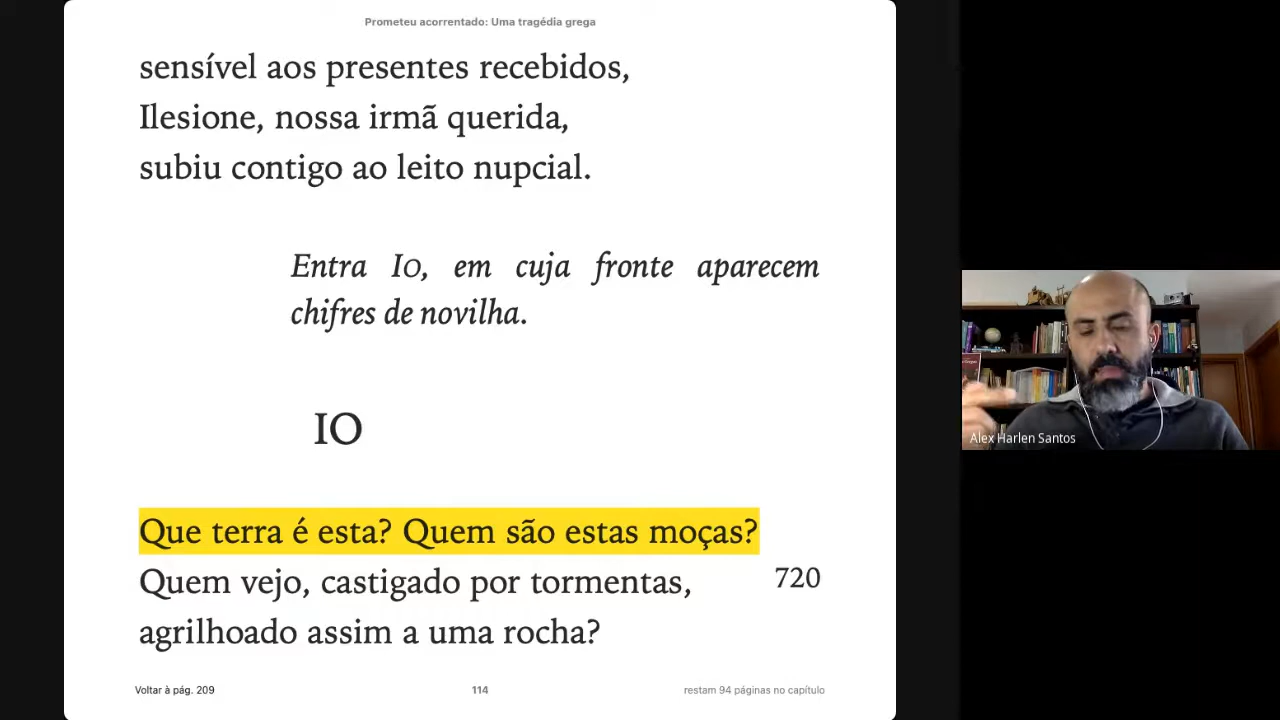 Prometeu acorrentado: Uma tragédia grega
sensível aos presentes recebidos,
Ilesione, nossa irmã querida,
subiu contigo ao leito nupcial.
Entra Io, em cuja fronte aparecem
chifres de novilha.
IO
Que terra é esta? Quem são estas moças?
Quem vejo, castigado por tormentas,
720
agrilhoado assim a uma rocha?
Voltar à pág. 209
114
restam 94 páginas no capítulo
Alex Harlen Santos